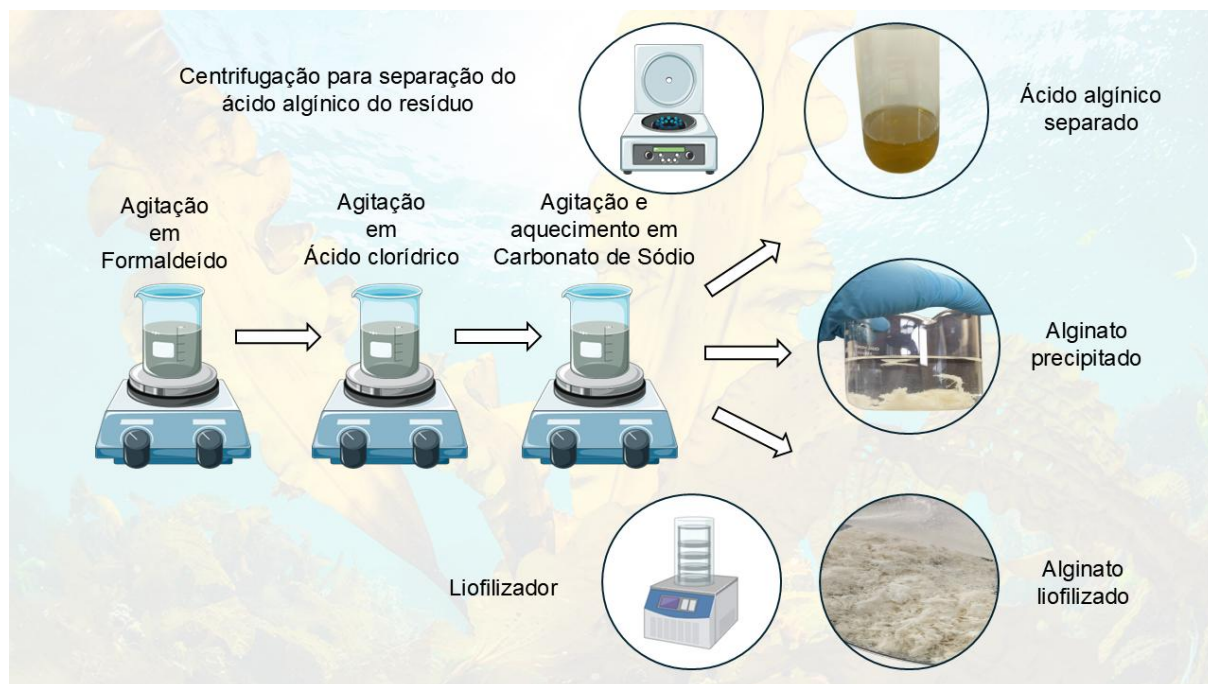 Centrifugação para separação do
ácido algínico do resíduo
Ácido algínico
separado
Agitação
em
Formaldeído
Agitação
em
Ácido clorídrico
Agitação e
aquecimento em
Carbonato de Sódio
Alginato
precipitado
Liofilizador
Alginato
liofilizado